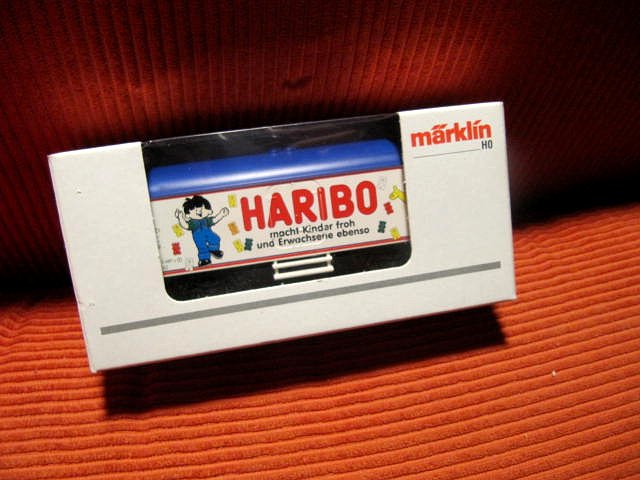 märklin
H0
HARIBO
macht Kinder froh
und Erwachsene ebenso